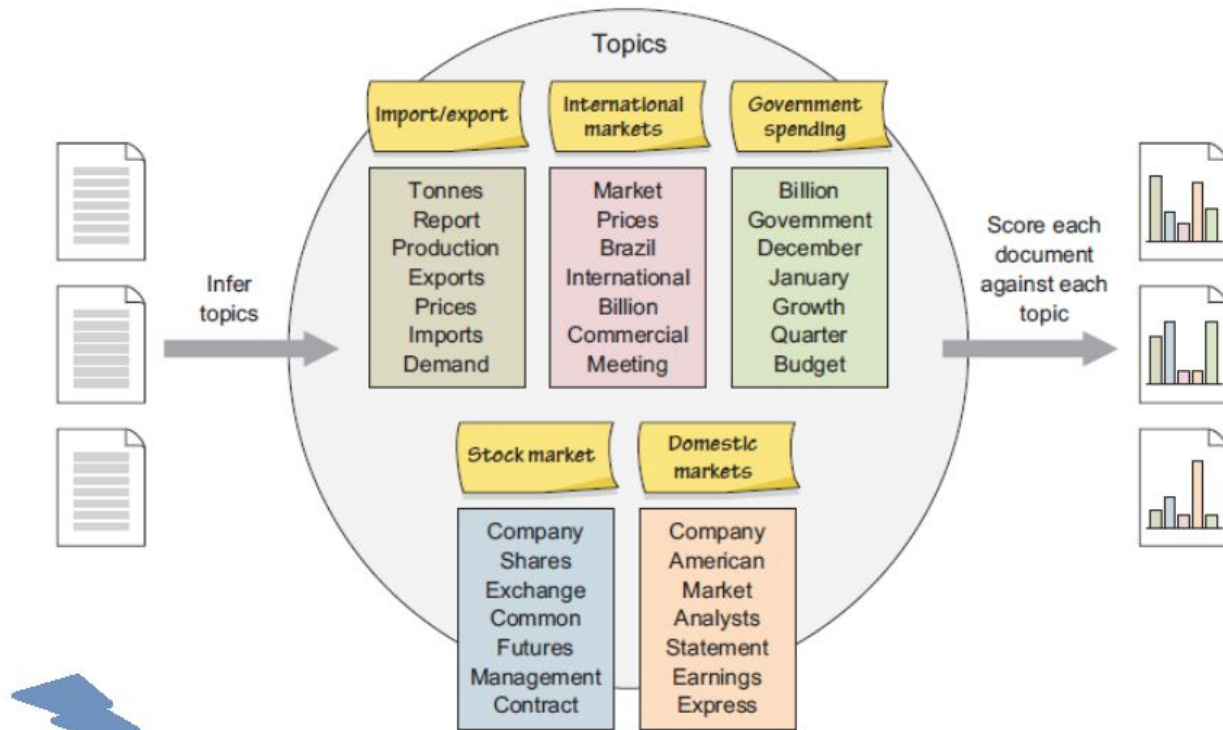 Topics
Import/export
International
markets
Government
spending
Tonnes
Report
Production
Exports
Prices
Imports
Demand
Market
Prices
Brazil
International
Billion
Commercial
Meeting
Billion
Government
December
January
Growth
Quarter
Budget
Infer
topics
Score each
document
against each
topic
Stock market
Domestic
markets
Company
Shares
Exchange
Common
Futures
Management
Contract
Company
American
Market
Analysts
Statement
Earnings
Express